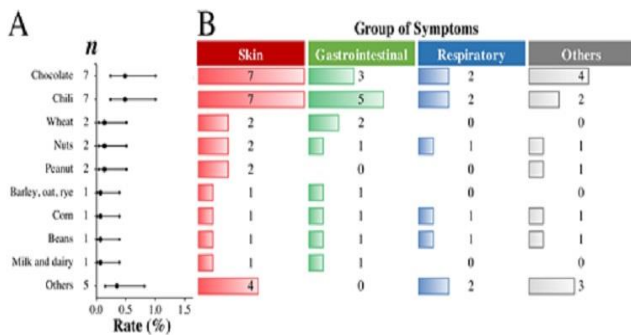 A
B
n
Group of Symptoms
Skin Gastrointestinal Respiratory Others
Chocolate 7 7 3 2 4
Chili 7 7 5 2 2
Wheat 2 2 2 0 0
Nuts 2 2 1 1 1
Peanut 2 2 0 0 1
Barley, oat, rye 1 1 1 0 0
Corn 1 1 1 1 1
Beans 1 1 1 1 1
Milk and dairy 1 1 1 0 0
Others 5 4 0 2 3
0.0 0.5 1.0 1.5
Rate (%)